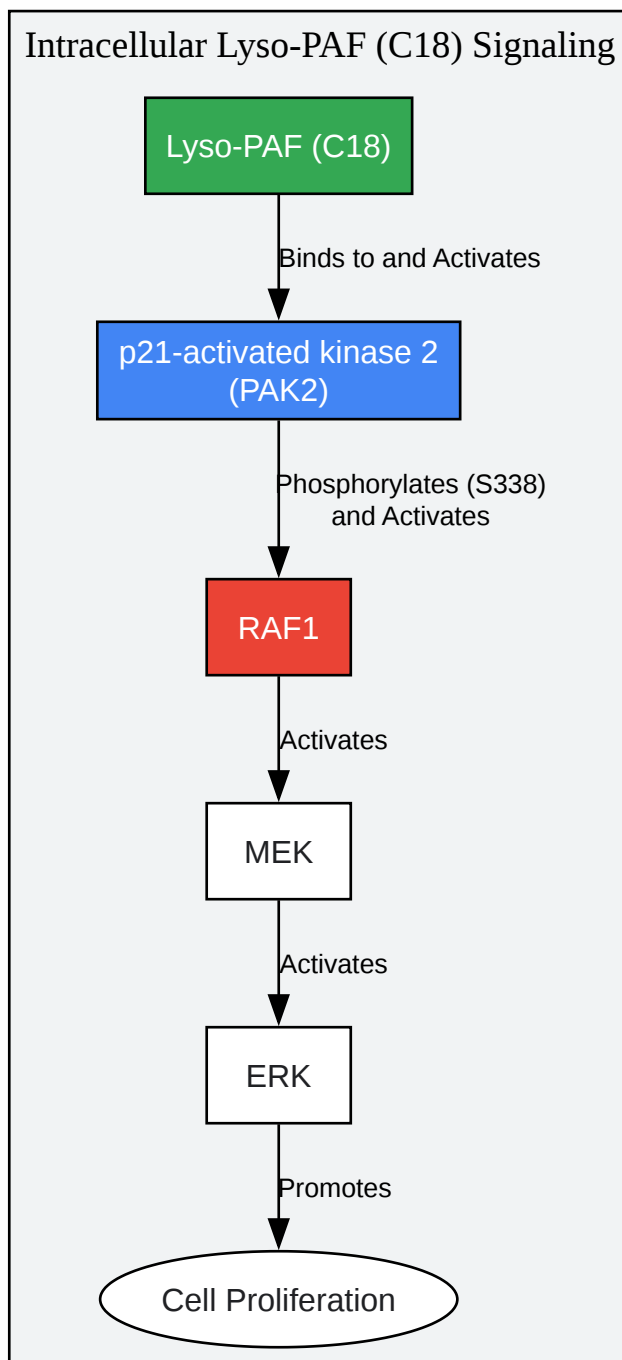 Intracellular Lyso-PAF (C18) Signaling
Lyso-PAF (C18)
Binds to and Activates
p21-activated kinase 2
(PAK2)
Phosphorylates (S338)
and Activates
RAF1
Activates
MEK
Activates
ERK
Promotes
Cell Proliferation